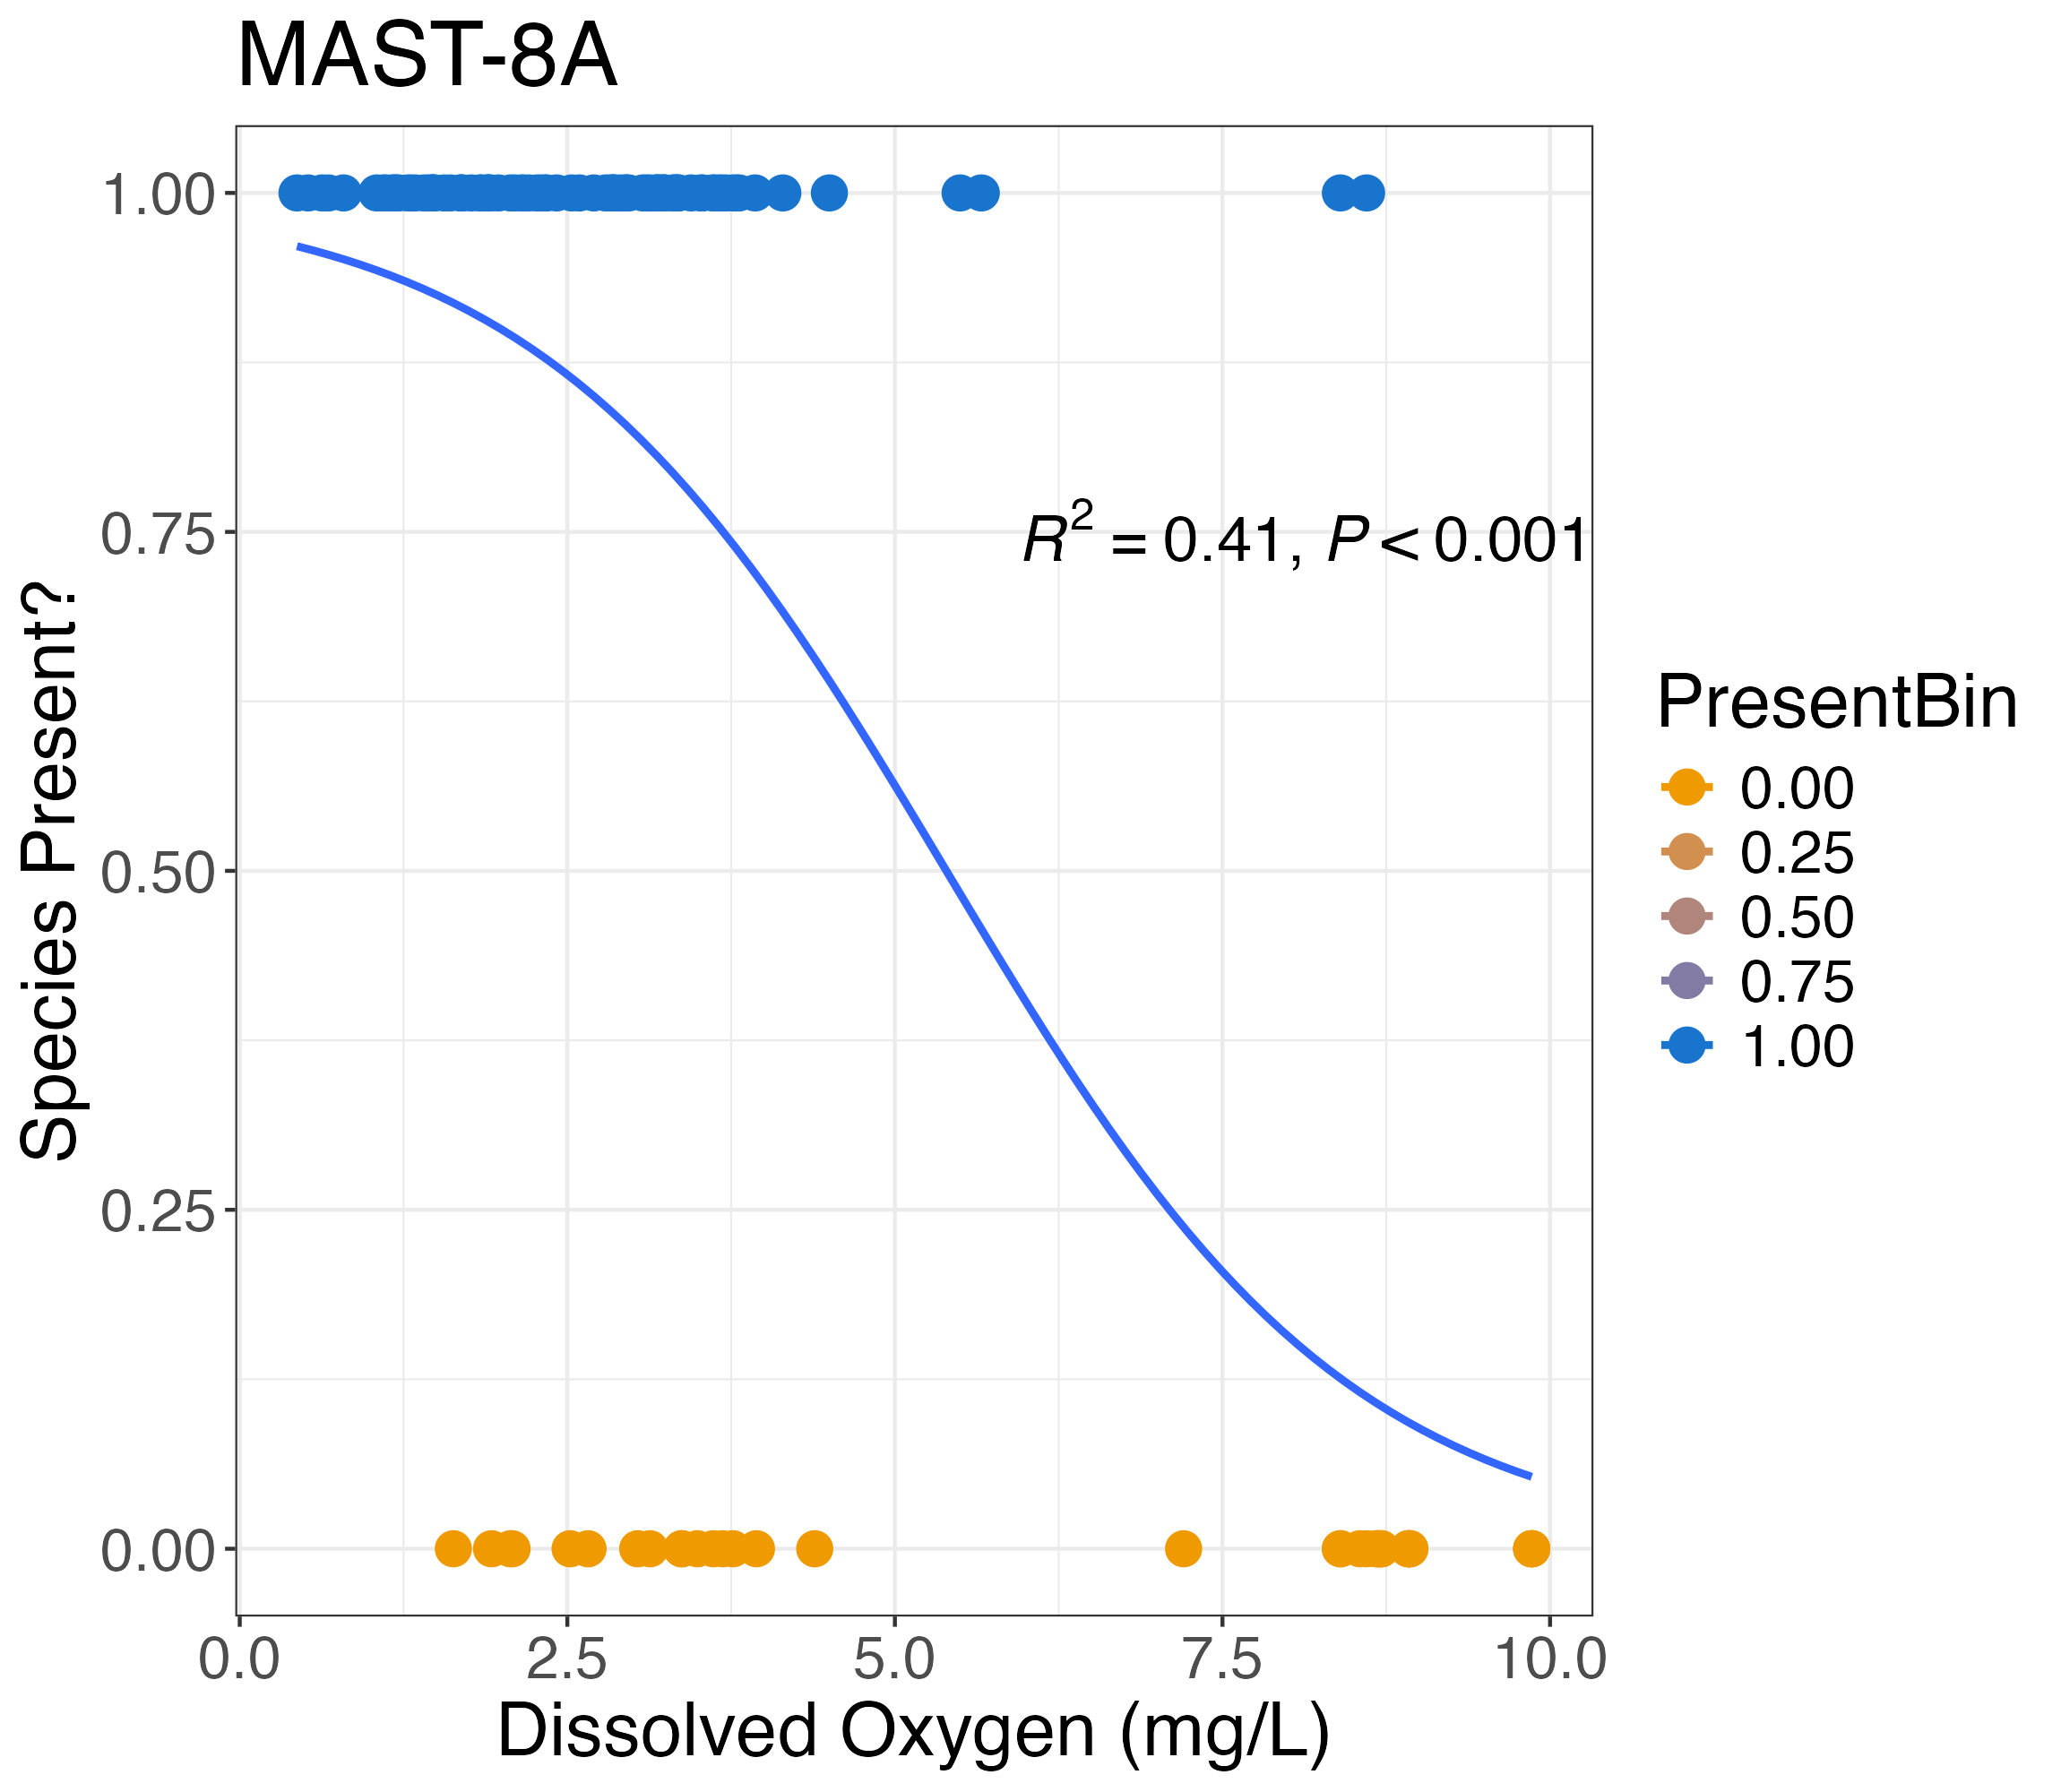 MAST-8A
1.00
0.75
0.50
0.25
0.00
Species Present?
R² = 0.41, P < 0.001
0.0 2.5 5.0 7.5 10.0
Dissolved Oxygen (mg/L)
PresentBin
0.00
0.25
0.50
0.75
1.00